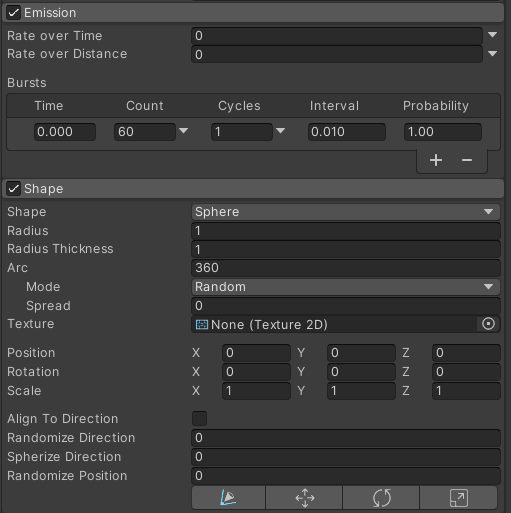 Emission
Rate over Time 0
Rate over Distance 0
Bursts
Time Count Cycles Interval Probability
0.000 60 1 0.010 1.00
+ −
Shape
Shape Sphere
Radius 1
Radius Thickness 1
Arc 360
Mode Random
Spread 0
Texture None (Texture 2D)
Position X 0 Y 0 Z 0
Rotation X 0 Y 0 Z 0
Scale X 1 Y 1 Z 1
Align To Direction
Randomize Direction 0
Spherize Direction 0
Randomize Position 0